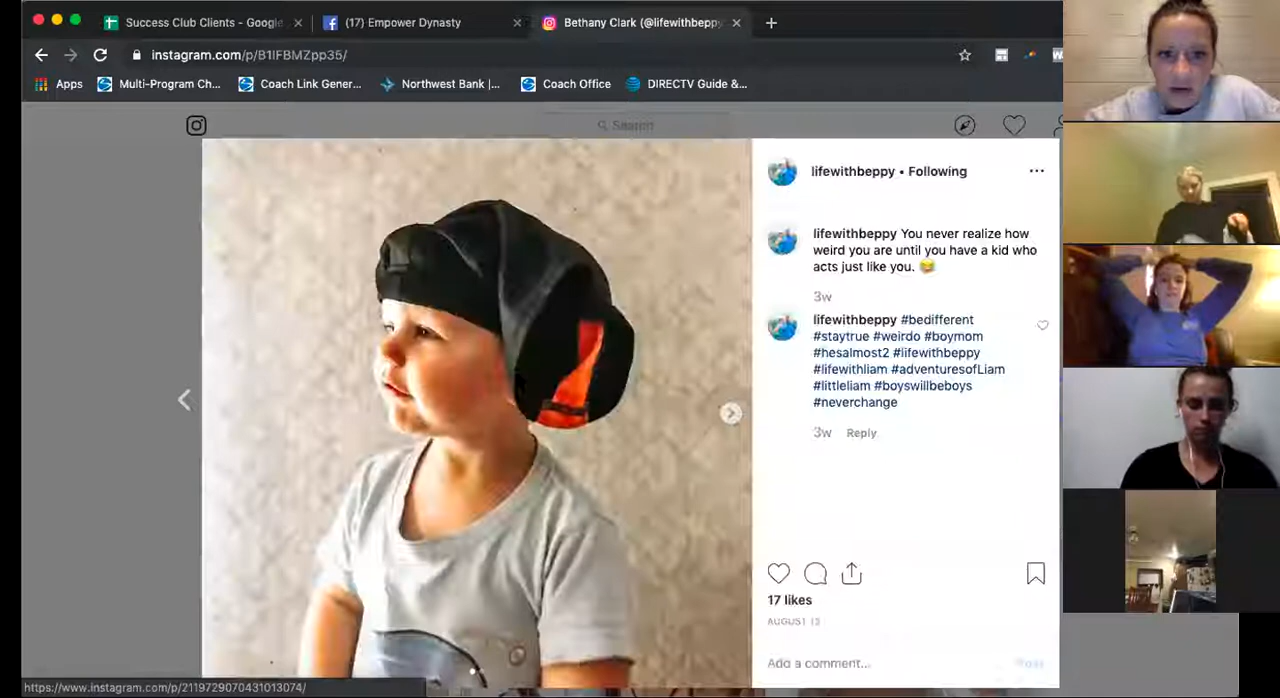 Success Club Clients - Google
(17) Empower Dynasty
Bethany Clark (@lifewithbeppy
instagram.com/p/B1IFBMZpp35/
Apps
Multi-Program Ch...
Coach Link Generat...
Northwest Bank |...
Coach Office
DIRECTV Guide &...
Search
lifewithbeppy • Following
lifewithbeppy You never realize how
weird you are until you have a kid who
acts just like you. 😂
3w
lifewithbeppy #bedifferent
#staytrue #weirdo #boymom
#hesalmost2 #lifewithbeppy
#lifewithliam #adventuresofLiam
#littleliam #boyswillbeboys
#neverchange
3w Reply
17 likes
AUGUST 13
Add a comment...
Post
https://www.instagram.com/p/2119729070431013074/